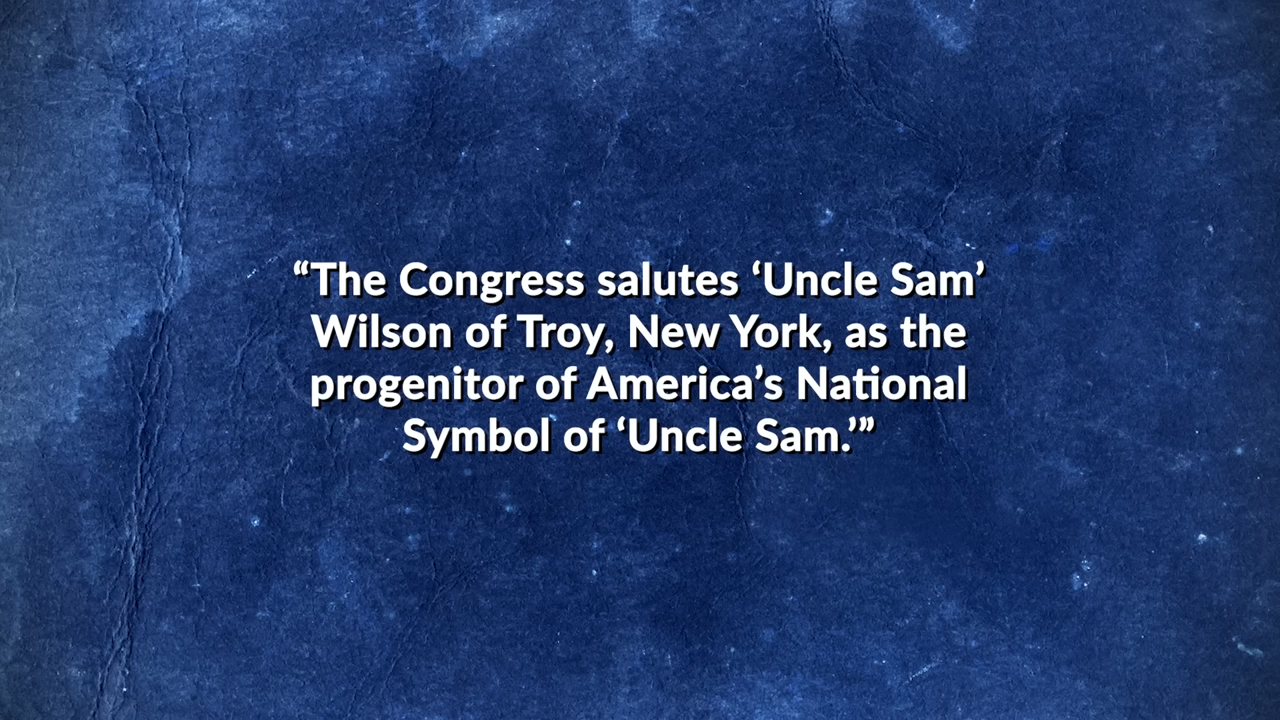 “The Congress salutes ‘Uncle Sam’
Wilson of Troy, New York, as the
progenitor of America’s National
Symbol of ‘Uncle Sam.’”